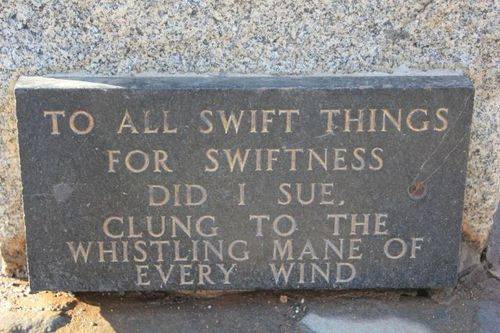 TO ALL SWIFT THINGS
FOR SWIFTNESS
DID I SUE,
CLUNG TO THE
WHISTLING MANE OF
EVERY WIND